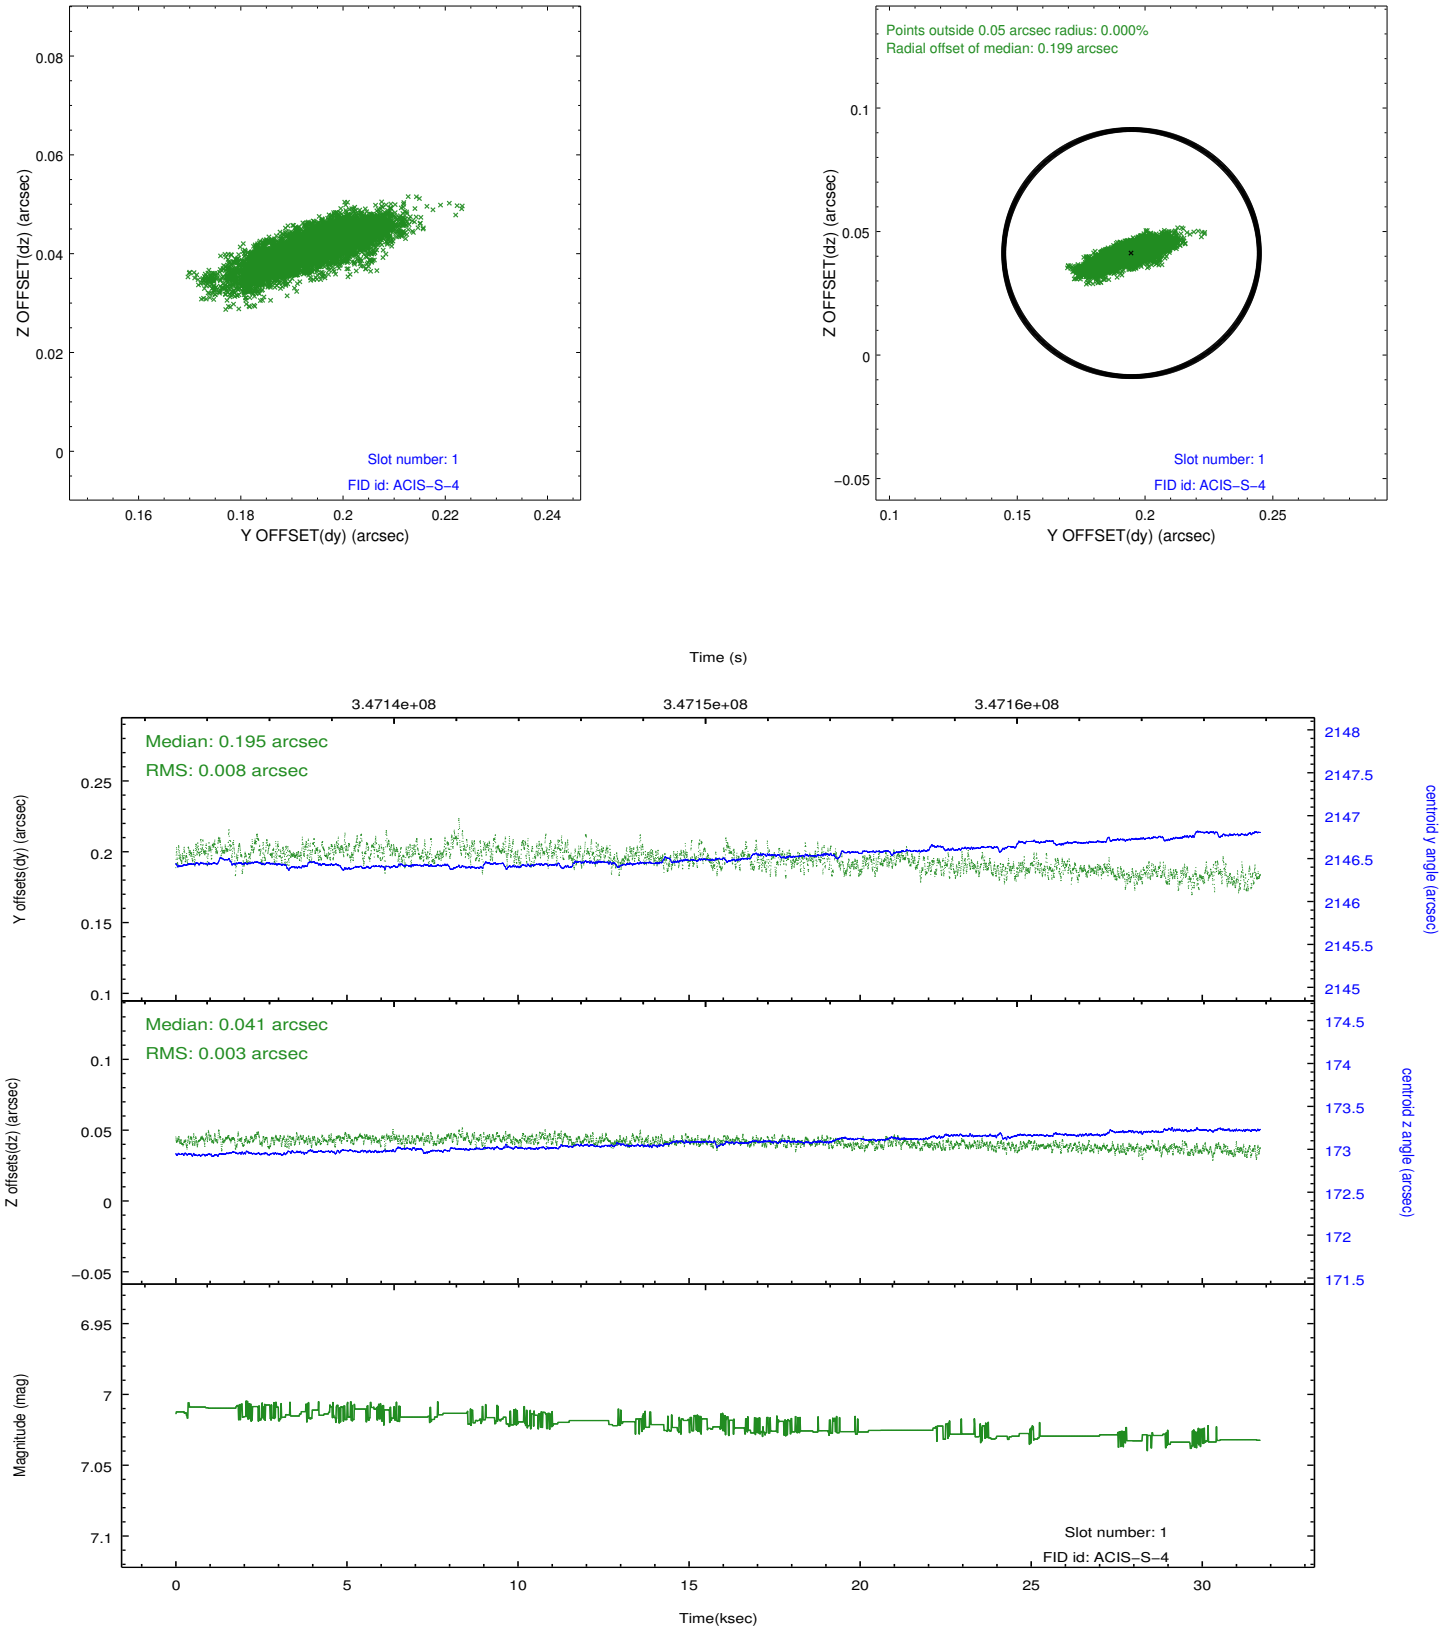 0.08
0.06
0.04
0.02
0
Z OFFSET(dz) (arcsec)
Slot number: 1
FID id: ACIS−S−4
0.16
0.18
0.2
0.22
0.24
Y OFFSET(dy) (arcsec)
Points outside 0.05 arcsec radius: 0.000%
Radial offset of median: 0.199 arcsec
0.1
0.05
0
−0.05
Z OFFSET(dz) (arcsec)
Slot number: 1
FID id: ACIS−S−4
0.1
0.15
0.2
0.25
Y OFFSET(dy) (arcsec)
Time (s)
3.4714e+08
3.4715e+08
3.4716e+08
Median: 0.195 arcsec
RMS: 0.008 arcsec
0.25
0.2
0.15
0.1
Y offsets(dy) (arcsec)
2148
2147.5
2147
2146.5
2146
2145.5
2145
centroid y angle (arcsec)
Median: 0.041 arcsec
RMS: 0.003 arcsec
0.1
0.05
0
−0.05
Z offsets(dz) (arcsec)
174.5
174
173.5
173
172.5
172
171.5
centroid z angle (arcsec)
6.95
7
7.05
7.1
Magnitude (mag)
Slot number: 1
FID id: ACIS−S−4
0
5
10
15
20
25
30
Time(ksec)